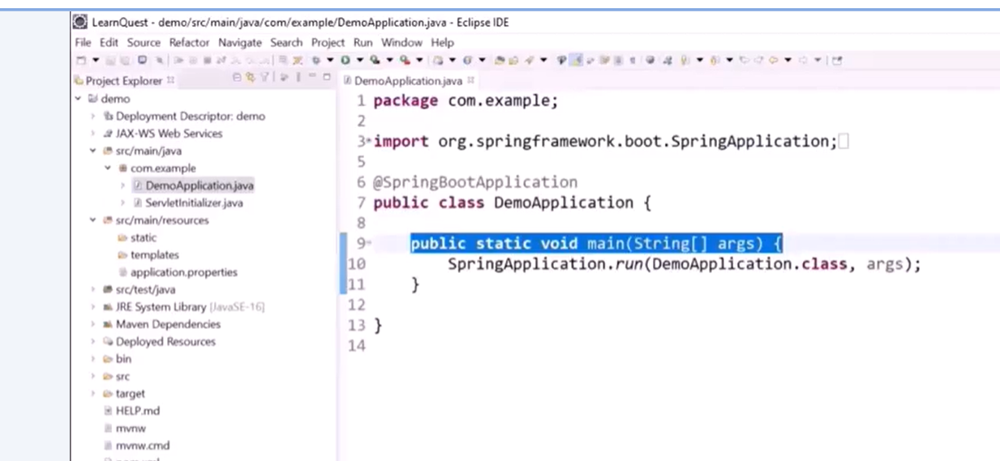 LearnQuest - demo/src/main/java/com/example/DemoApplication.java - Eclipse IDE
File Edit Source Refactor Navigate Search Project Run Window Help
Project Explorer
demo
Deployment Descriptor: demo
JAX-WS Web Services
src/main/java
com.example
DemoApplication.java
ServletInitializer.java
src/main/resources
static
templates
application.properties
src/test/java
JRE System Library [JavaSE-16]
Maven Dependencies
Deployed Resources
bin
src
target
HELP.md
mvnw
mvnw.cmd
DemoApplication.java
1 package com.example;
2
3 import org.springframework.boot.SpringApplication;
5
6 @SpringBootApplication
7 public class DemoApplication {
8
9 public static void main(String[] args) {
10 SpringApplication.run(DemoApplication.class, args);
11 }
12
13 }
14